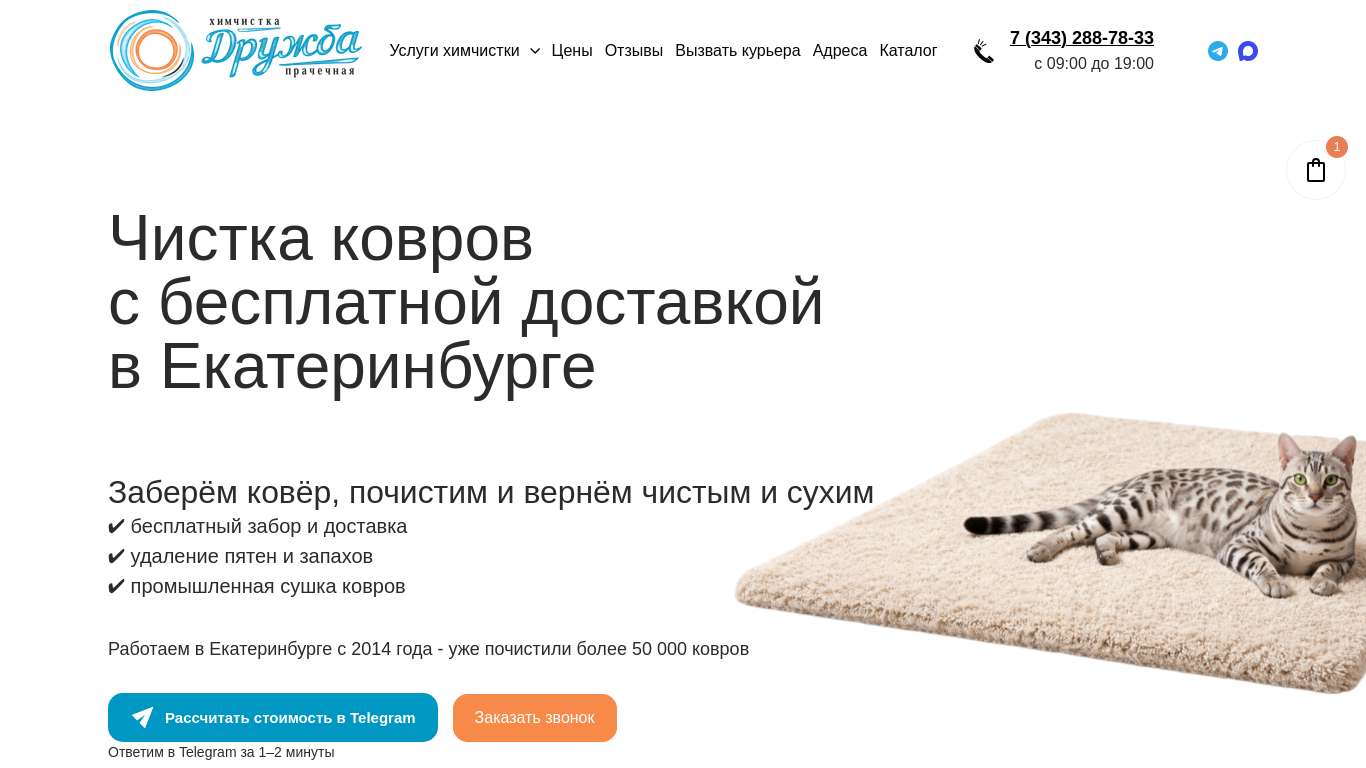 химчистка
Дружба
прачечная
Услуги химчистки Цены Отзывы Вызвать курьера Адреса Каталог
7 (343) 288-78-33
с 09:00 до 19:00
1
Чистка ковров
с бесплатной доставкой
в Екатеринбурге
Заберём ковёр, почистим и вернём чистым и сухим
✔ бесплатный забор и доставка
✔ удаление пятен и запахов
✔ промышленная сушка ковров
Работаем в Екатеринбурге с 2014 года - уже почистили более 50 000 ковров
Рассчитать стоимость в Telegram
Заказать звонок
Ответим в Telegram за 1–2 минуты